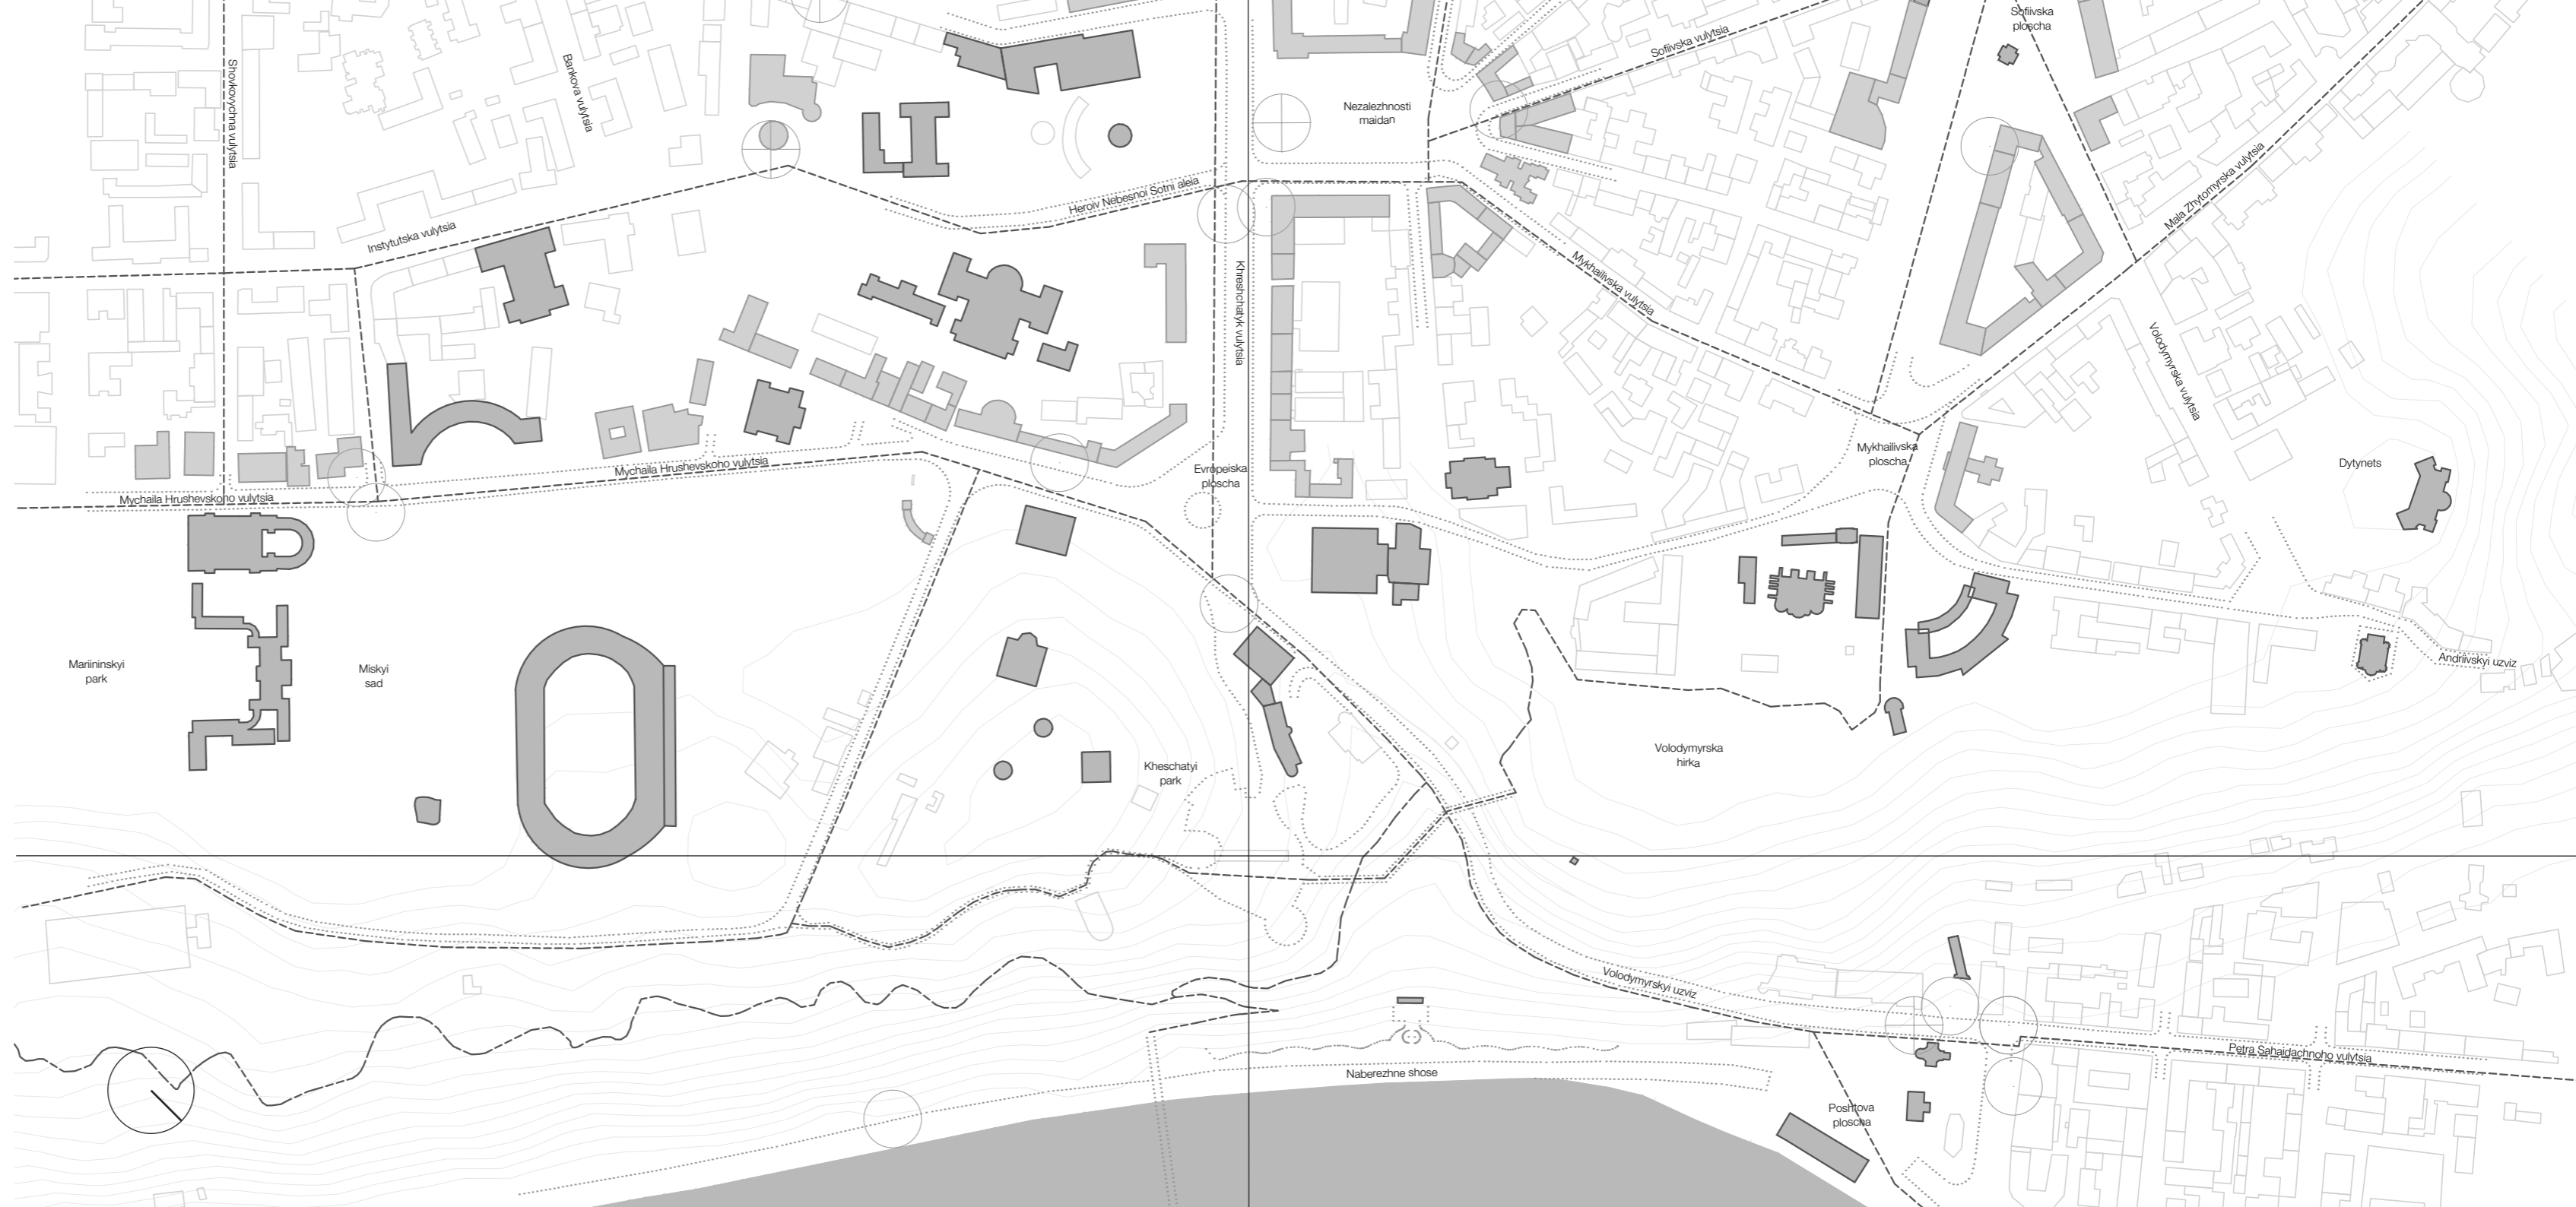 Sofiivska
ploscha
Sofiivska vulytsia
Shovkovychna vulytsia
Bankova vulytsia
Nezalezhnosti
maidan
Mala Zhytomyrska vulytsia
Heroiv Nebesnoi Sotni aleia
Instytutska vulytsia
Khreshchatyk vulytsia
Mykhailivska vulytsia
Volodymyrska vulytsia
Mykhailivska
ploscha
Dytynets
Mychaila Hrushevskoho vulytsia
Evropeiska
ploscha
Mychaila Hrushevskoho vulytsia
Mariininskyi
park
Miskyi
sad
Andriivskyi uzviz
Volodymyrska
hirka
Kheschatyi
park
Volodymyrskyi uzviz
Petra Sahaidachnoho vulytsia
Naberezhne shose
Poshtova
ploscha